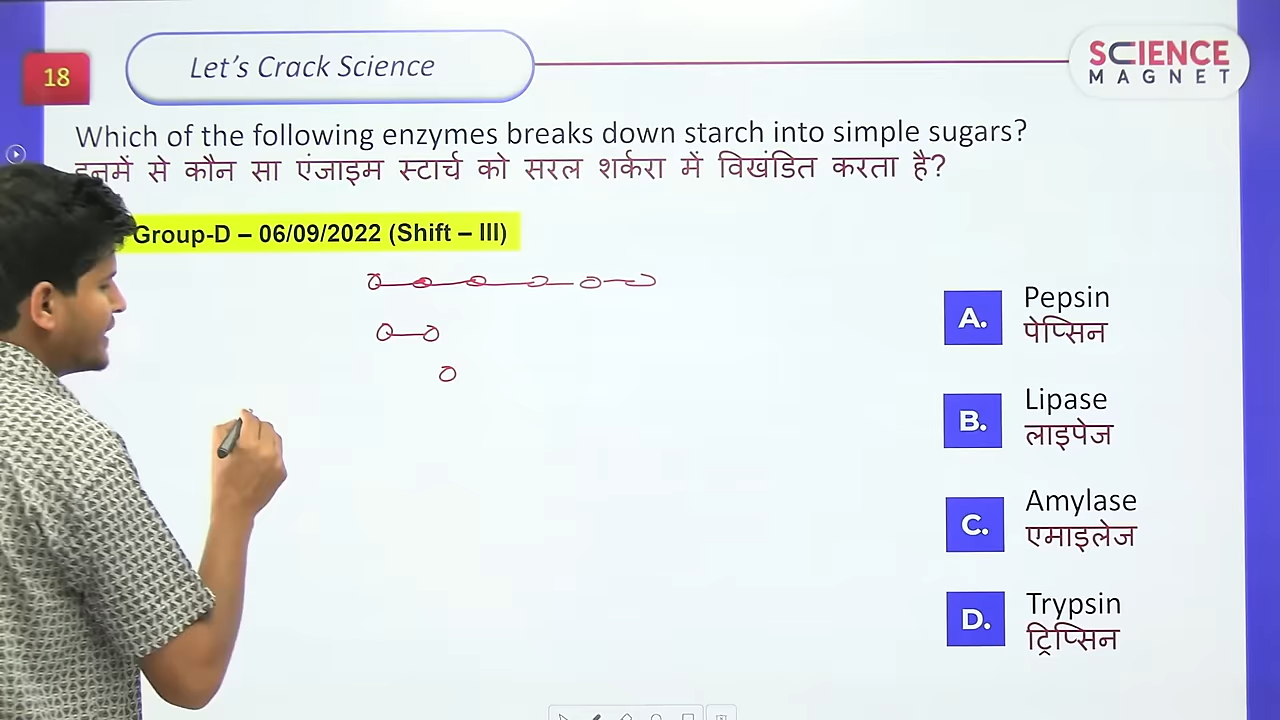 18
Let's Crack Science
SCIENCE
MAGNET
Which of the following enzymes breaks down starch into simple sugars?
इनमें से कौन सा एंजाइम स्टार्च को सरल शर्करा में विखंडित करता है?
Group-D – 06/09/2022 (Shift – III)
A. Pepsin
पेप्सिन
B. Lipase
लाइपेज
C. Amylase
एमाइलेज
D. Trypsin
ट्रिप्सिन